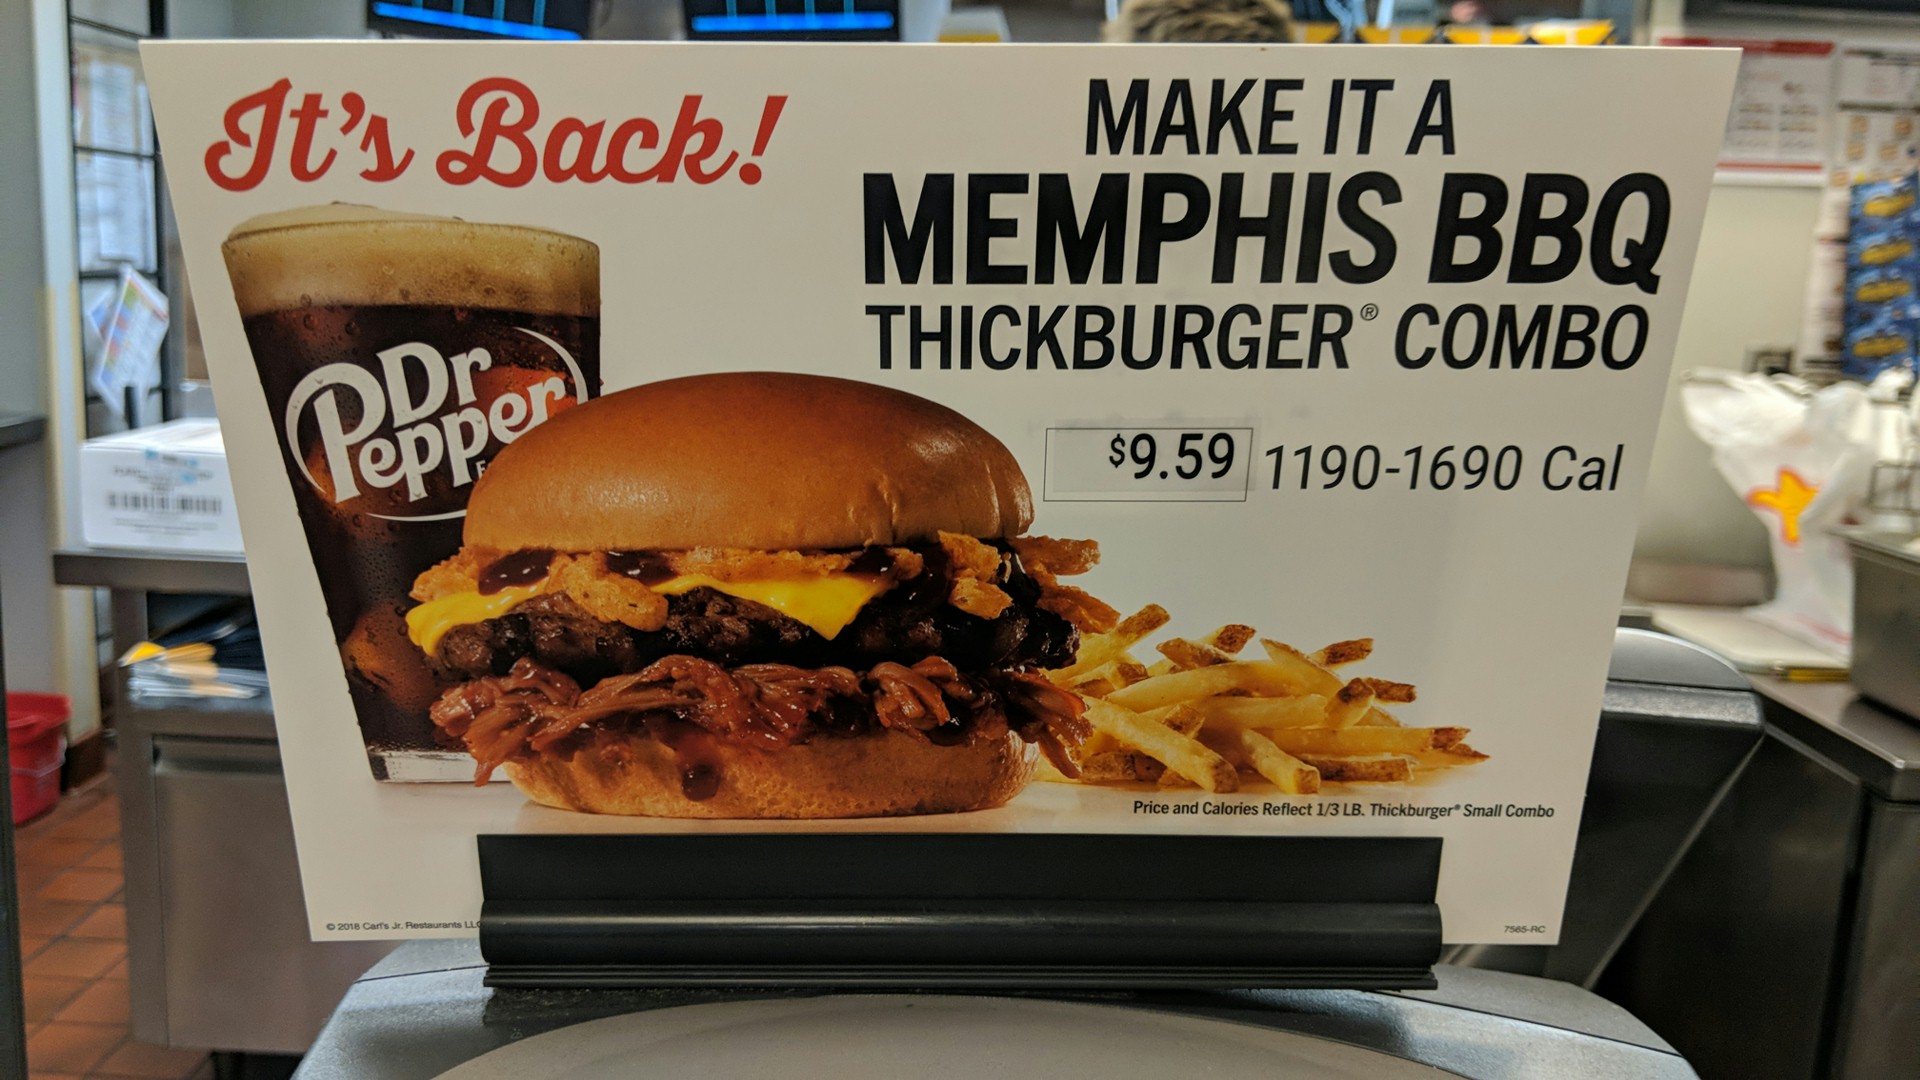 It's Back!
MAKE IT A
MEMPHIS BBQ
THICKBURGER® COMBO
$9.59 1190-1690 Cal
Dr
Pepper
Price and Calories Reflect 1/3 LB. Thickburger® Small Combo
© 2018 Carl's Jr. Restaurants LLC
7565-RC